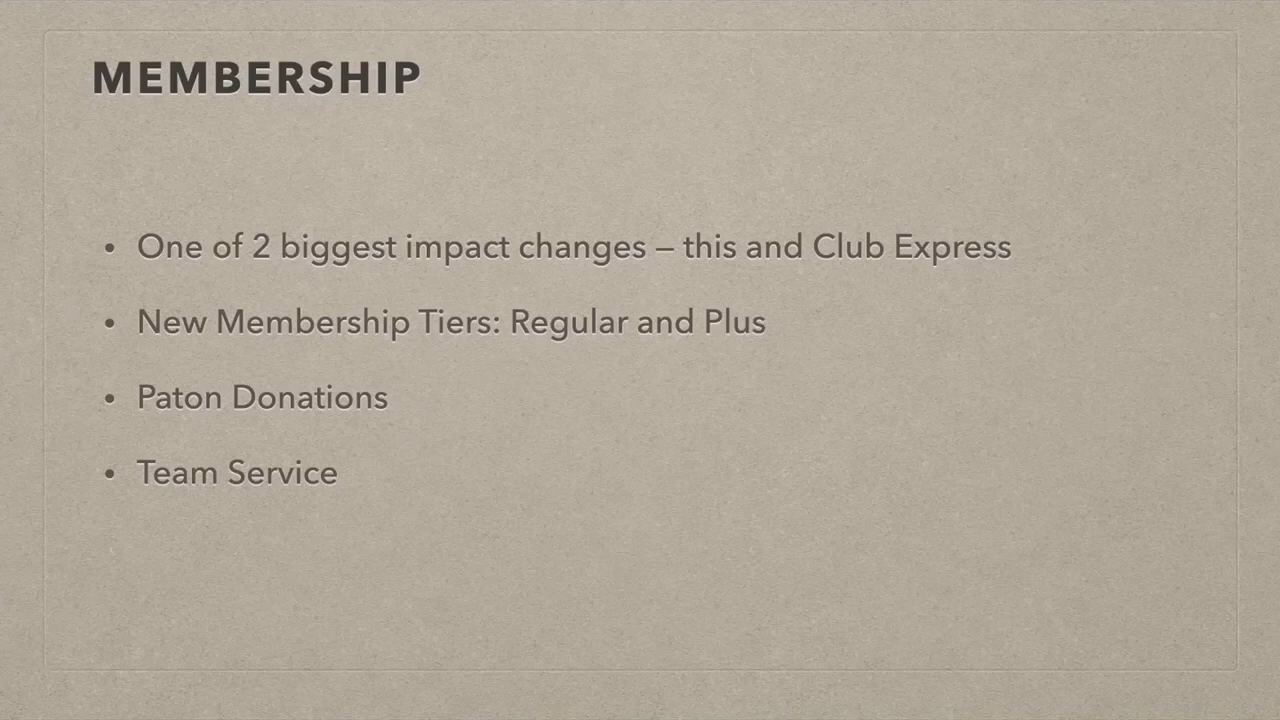 MEMBERSHIP
• One of 2 biggest impact changes – this and Club Express
• New Membership Tiers: Regular and Plus
• Paton Donations
• Team Service